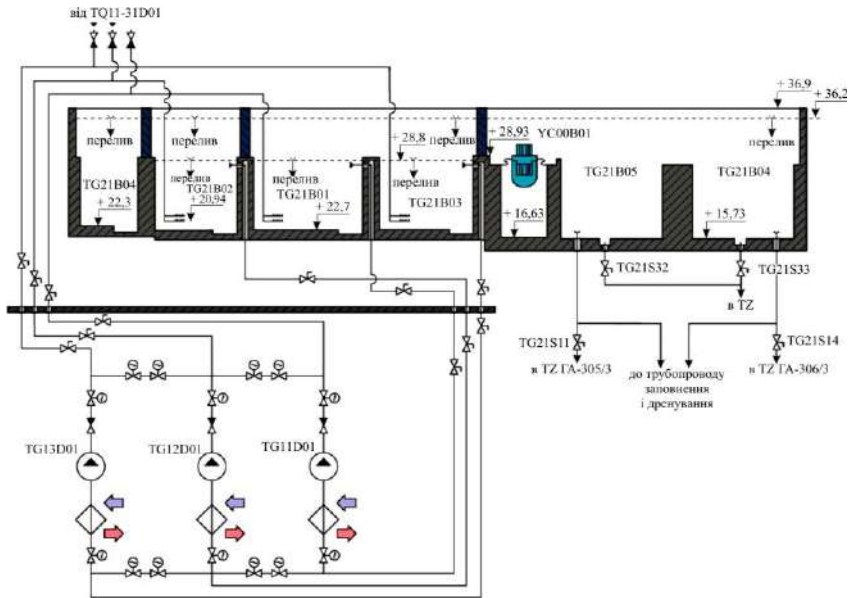 від TQ11-31D01
+ 36,9
+ 36,2
перелив
перелив
перелив
перелив
+ 28,8
+ 28,93
YC00B01
TG21B04
перелив
TG21B02
перелив
TG21B01
перелив
TG21B03
TG21B05
TG21B04
+ 22,3
+ 20,94
+ 22,7
+ 16,63
+ 15,73
TG21S32
TG21S33
в TZ
TG21S11
TG21S14
в TZ ГА-305/3
до трубопроводу
заповнення
і дренування
в TZ ГА-306/3
TG13D01
TG12D01
TG11D01